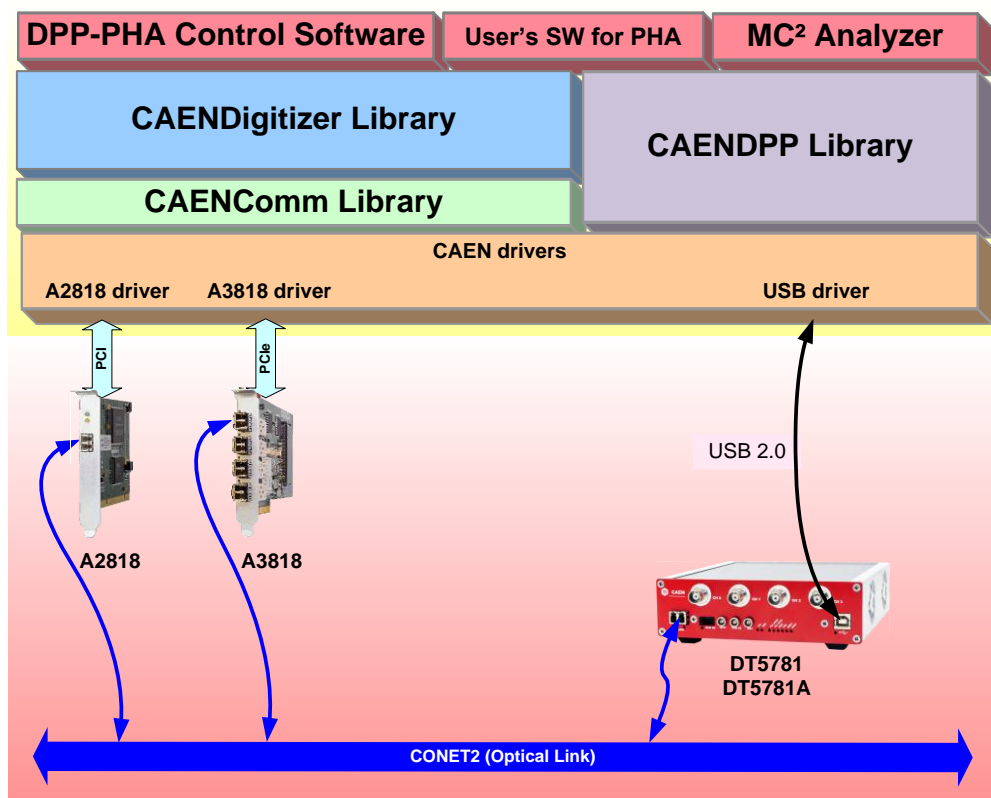 DPP-PHA Control Software
User's SW for PHA
MC² Analyzer
CAENDigitizer Library
CAENDPP Library
CAENComm Library
CAEN drivers
A2818 driver
A3818 driver
USB driver
PCI
PCIe
USB 2.0
A2818
A3818
CAEN
DT5781
DT5781A
CONET2 (Optical Link)